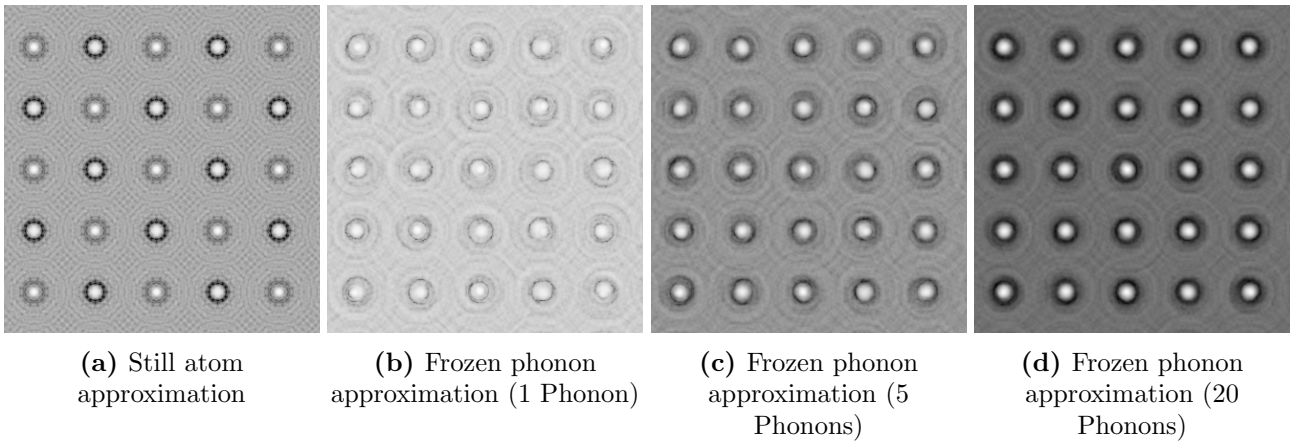 (a) Still atom
approximation
(b) Frozen phonon
approximation (1 Phonon)
(c) Frozen phonon
approximation (5
Phonons)
(d) Frozen phonon
approximation (20
Phonons)